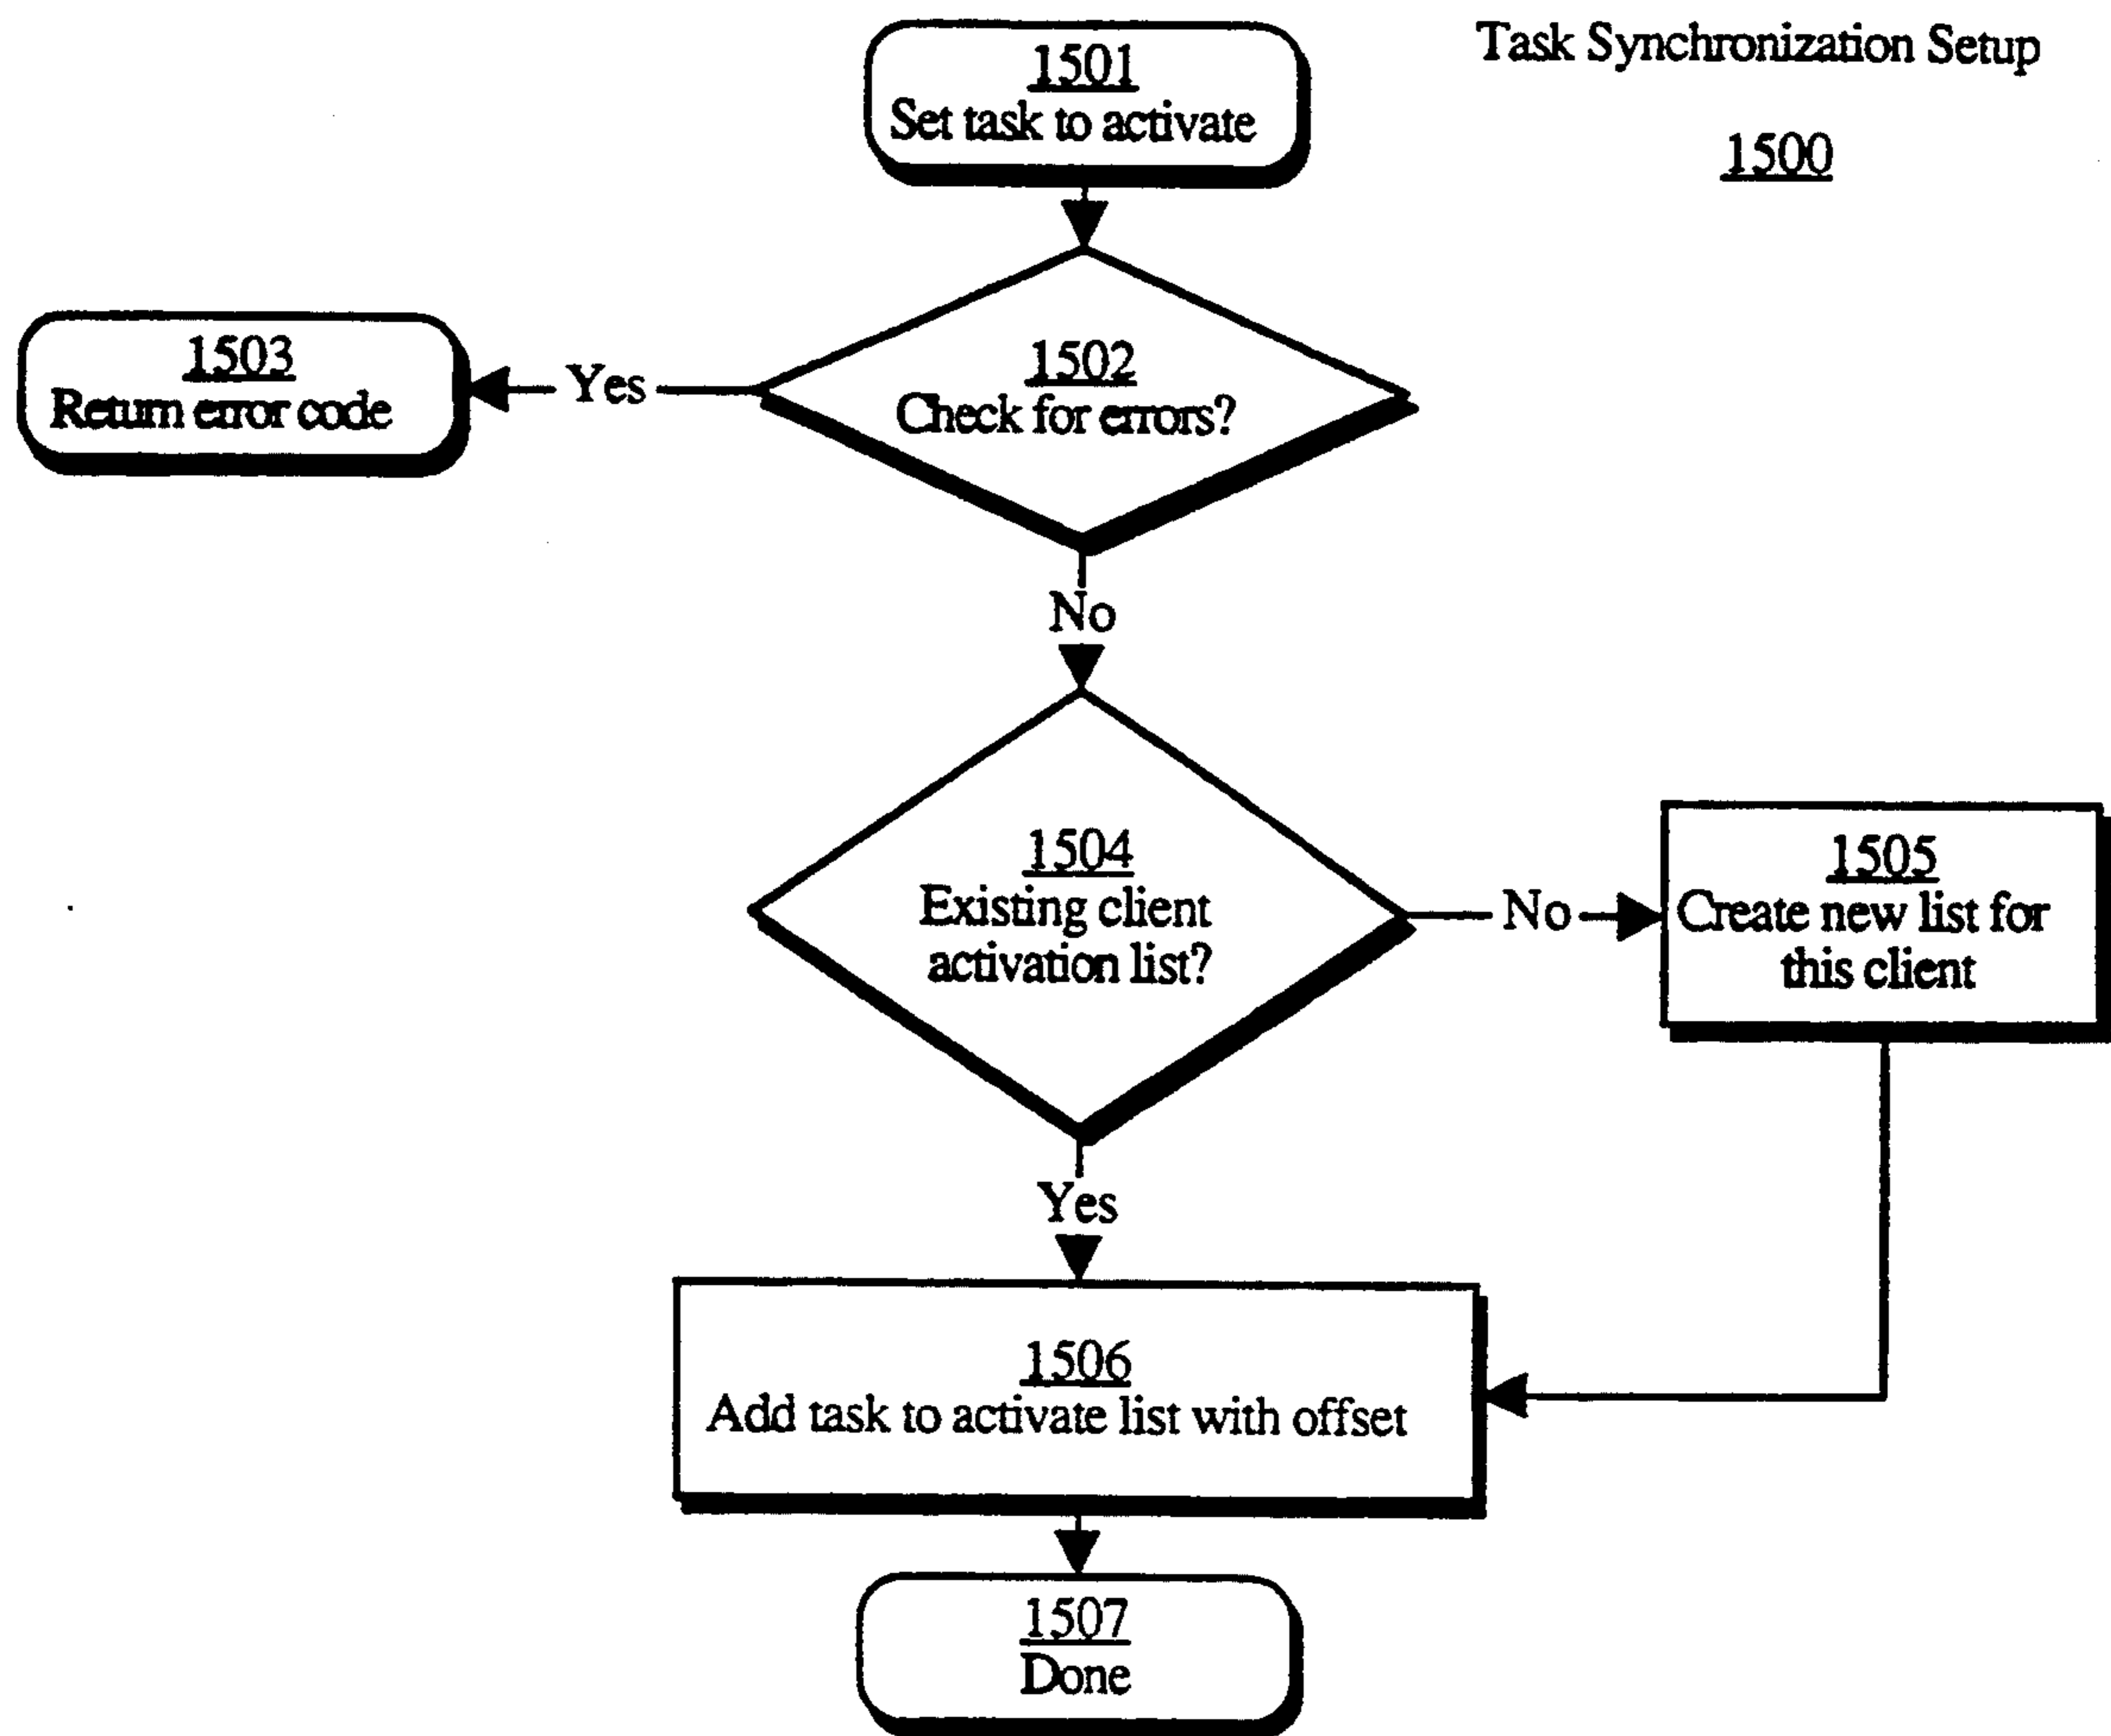 Task Synchronization Setup
1500
1501
Set task to activate
1502
Check for errors?
Yes
1503
Return error code
No
1504
Existing client
activation list?
No
1505
Create new list for
this client
Yes
1506
Add task to activate list with offset
1507
Done